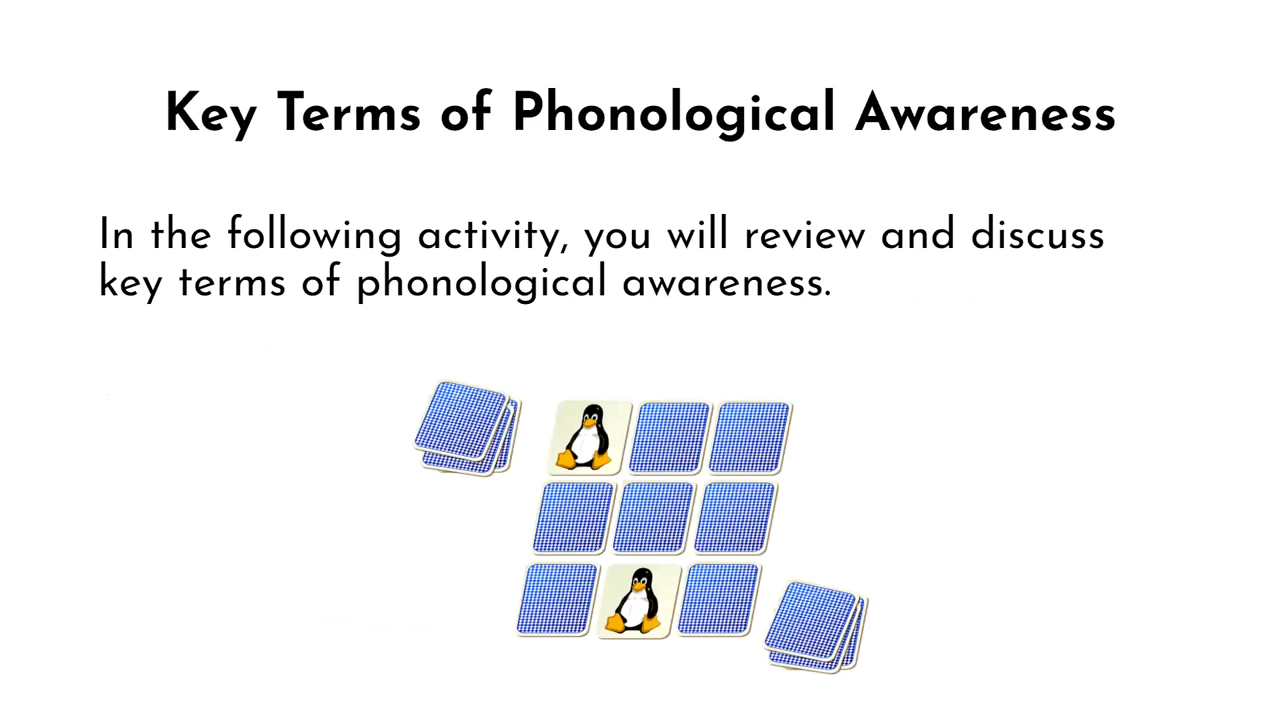 Key Terms of Phonological Awareness
In the following activity, you will review and discuss
key terms of phonological awareness.